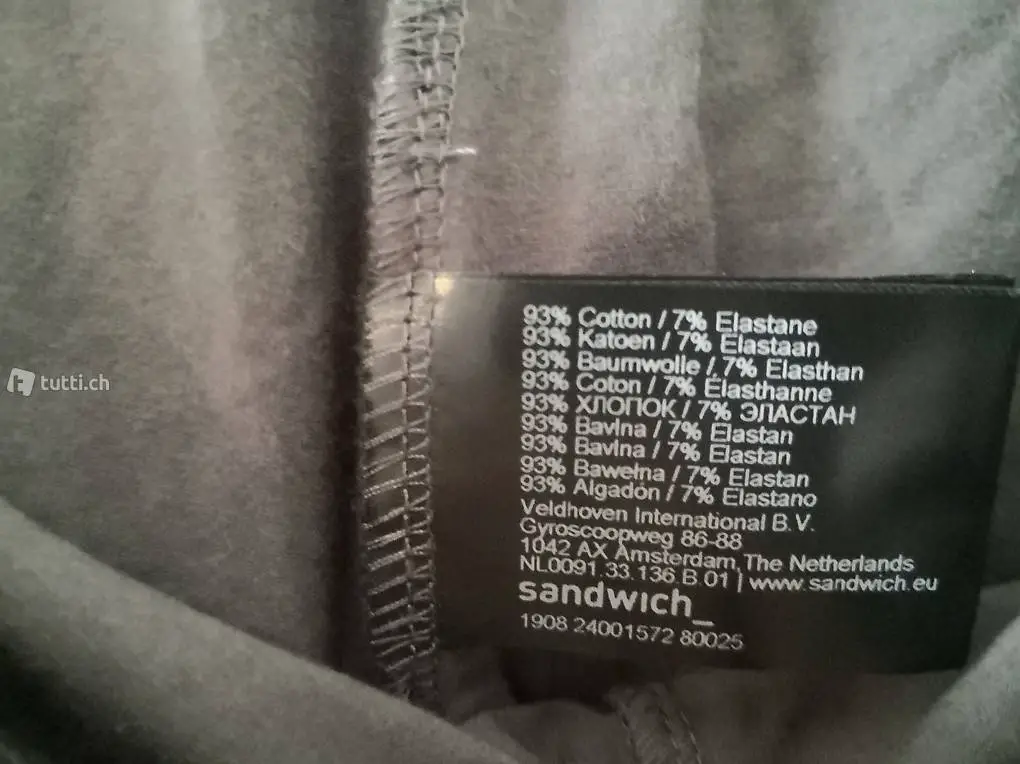 93% Cotton / 7% Elastane
93% Katoen / 7% Elastaan
93% Baumwolle / 7% Elasthan
93% Coton / 7% Élasthanne
93% ХЛОПОК / 7% ЭЛАСТАН
93% Bavlna / 7% Elastan
93% Bavlna / 7% Elastan
93% Bawełna / 7% Elastan
93% Algadón / 7% Elastano
Veldhoven International B.V.
Gyroscoopweg 86-88
1042 AX Amsterdam, The Netherlands
NL0091.33.136.B.01 | www.sandwich.eu
sandwich_
1908 24001572 80025
tutti.ch